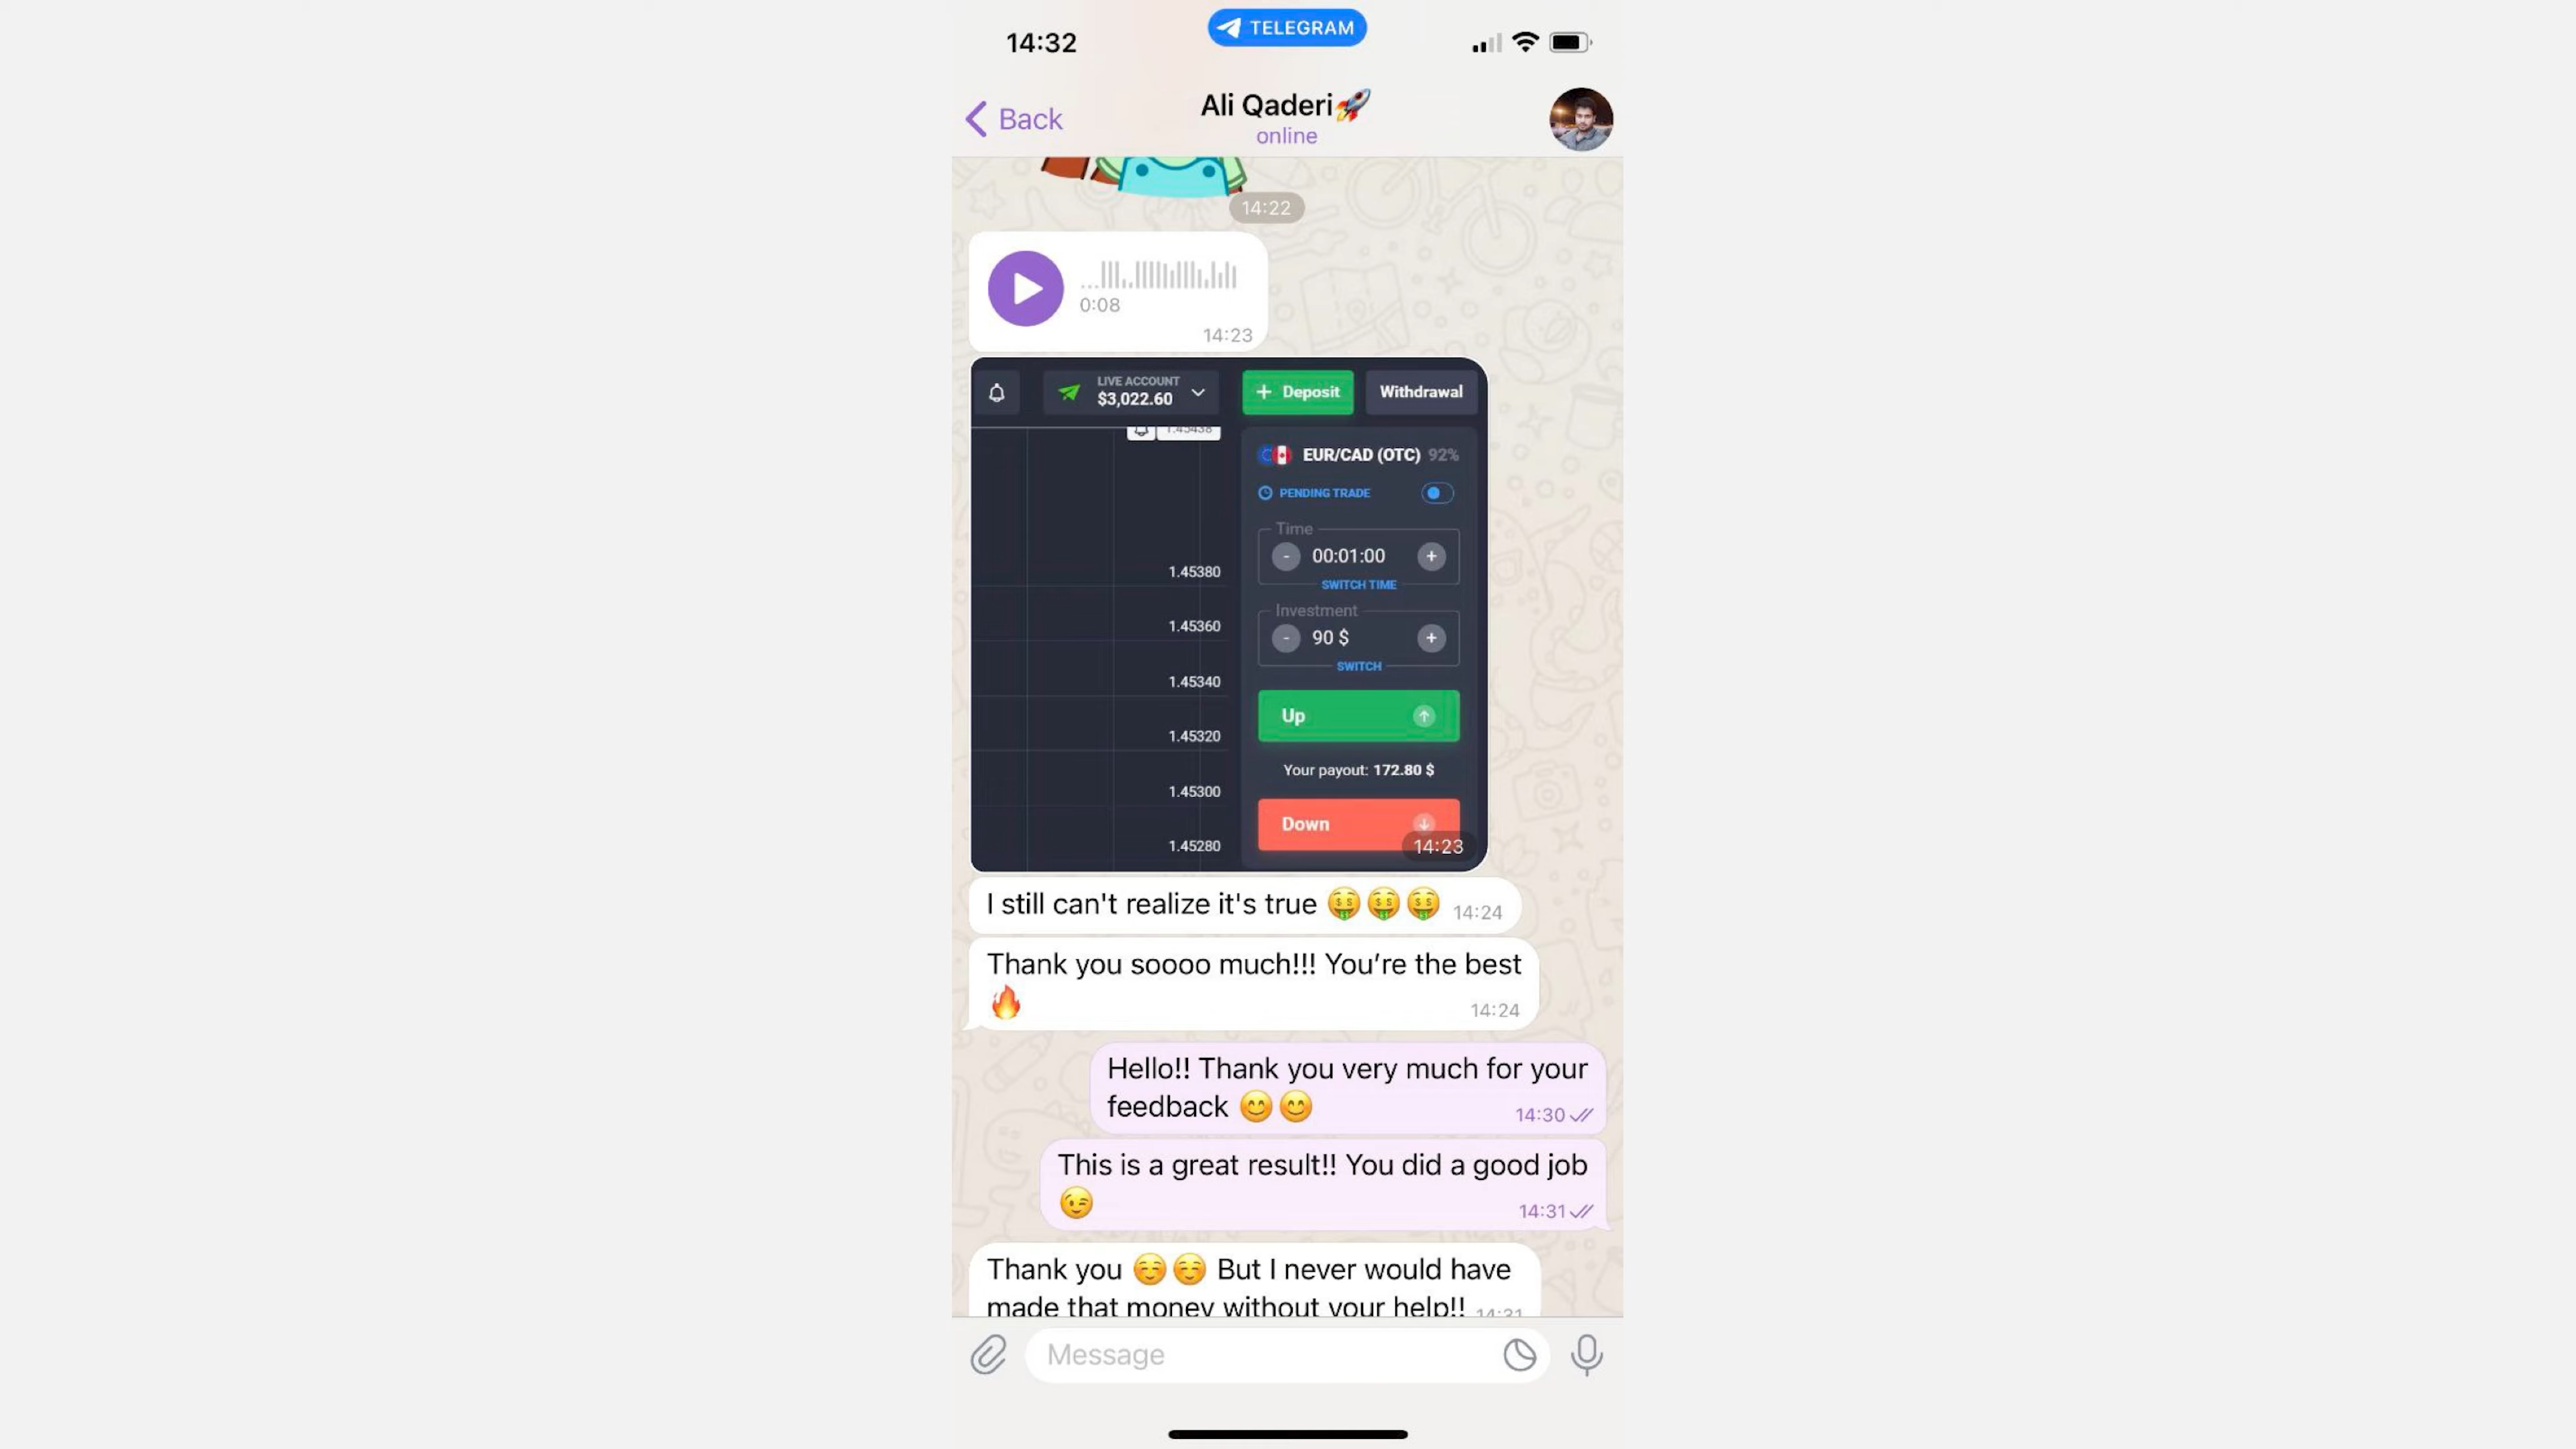 14:32
TELEGRAM
Back
Ali Qaderi🚀
online
14:22
0:08
14:23
LIVE ACCOUNT
$3,022.60
+ Deposit
Withdrawal
1.45438
EUR/CAD (OTC) 92%
PENDING TRADE
Time
- 00:01:00 +
SWITCH TIME
Investment
- 90 $ +
SWITCH
Up
Your payout: 172.80 $
Down
1.45380
1.45360
1.45340
1.45320
1.45300
1.45280
14:23
I still can't realize it's true 🤑🤑🤑 14:24
Thank you soooo much!!! You’re the best
🔥 14:24
Hello!! Thank you very much for your
feedback 😊😊 14:30
This is a great result!! You did a good job
😉 14:31
Thank you ☺️☺️ But I never would have
made that money without your help!! 14:31
Message